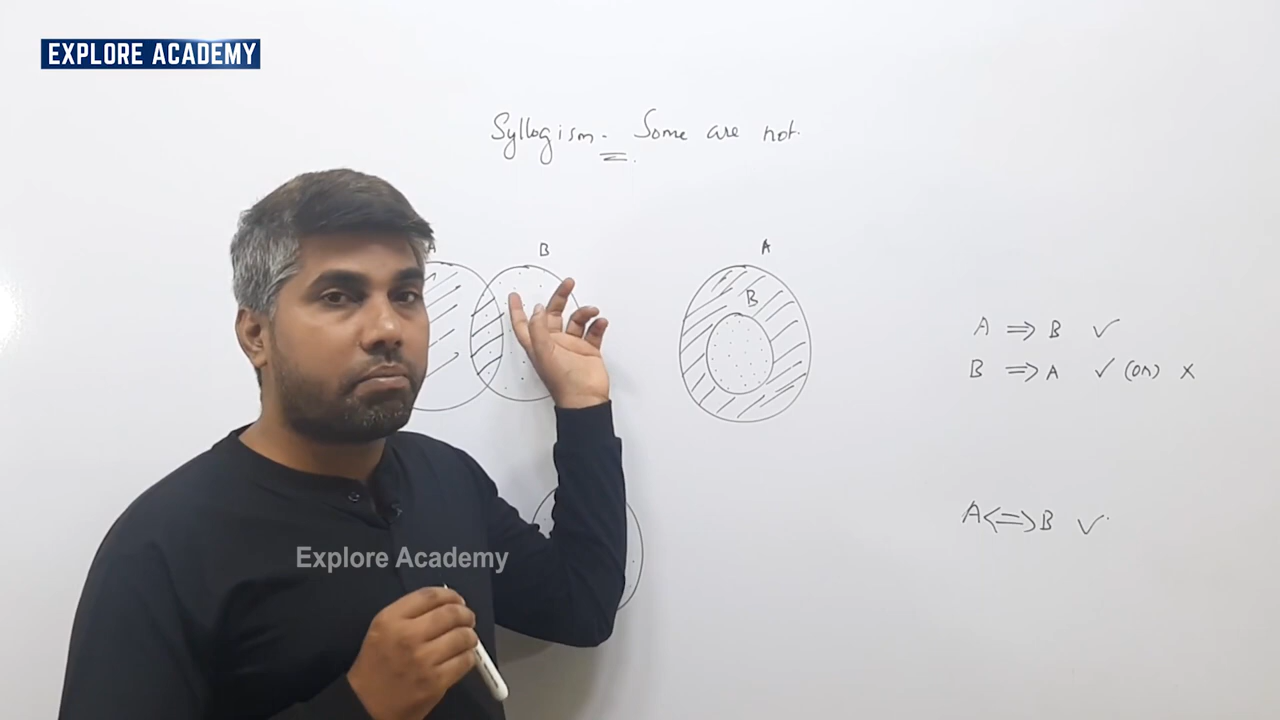 EXPLORE ACADEMY
Syllogism - Some are not.
A
B
A
B
A => B ✓
B => A ✓ (or) x
Explore Academy
A <=> B ✓